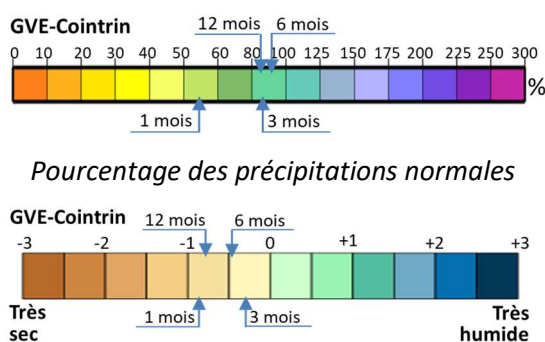 GVE-Cointrin
12 mois 6 mois
0 10 20 30 40 50 60 80 100 125 150 175 200 225 250 300
%
1 mois 3 mois
Pourcentage des précipitations normales
GVE-Cointrin
12 mois 6 mois
-3 -2 -1 0 +1 +2 +3
1 mois 3 mois
Très Très
sec humide